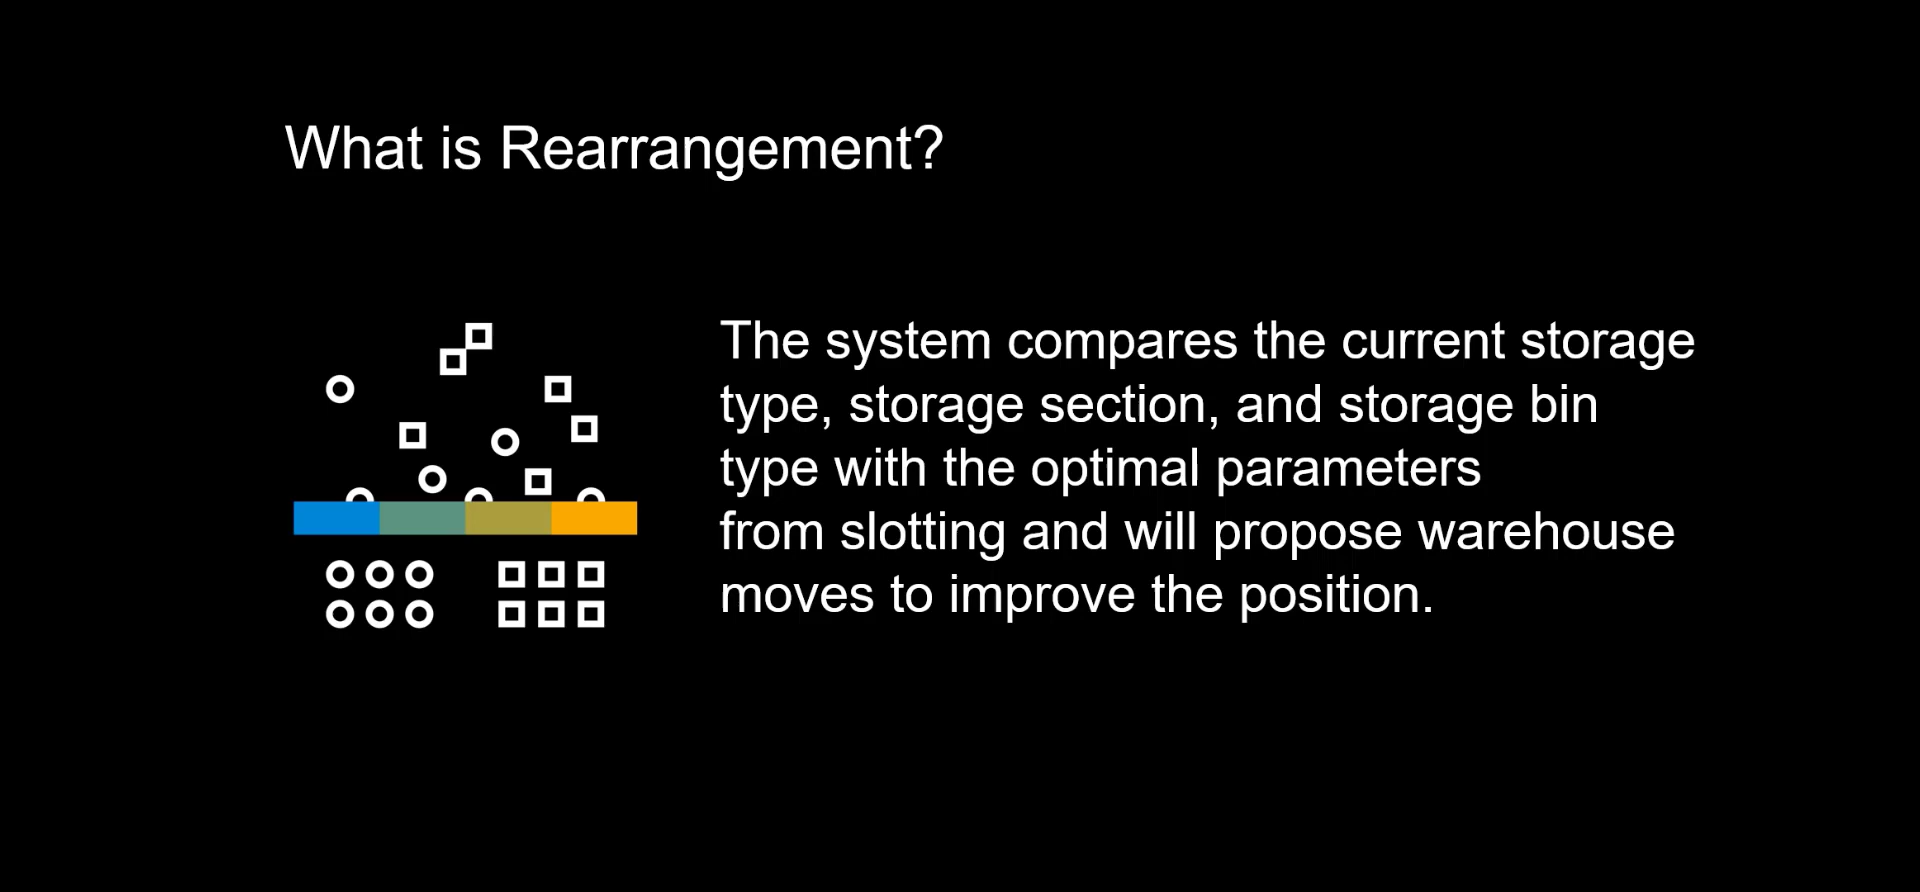 What is Rearrangement?
The system compares the current storage
type, storage section, and storage bin
type with the optimal parameters
from slotting and will propose warehouse
moves to improve the position.